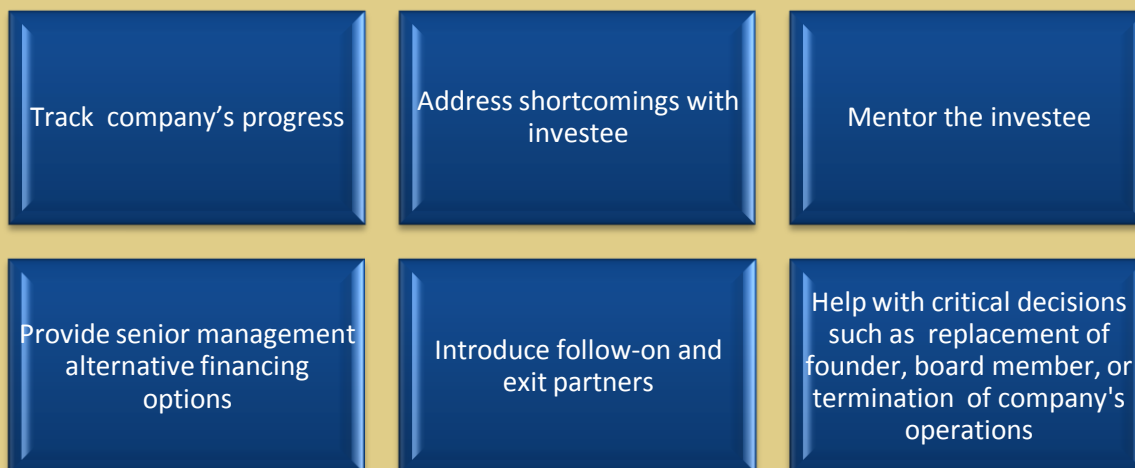 Track company’s progress
Address shortcomings with
investee
Mentor the investee
Provide senior management
alternative financing
options
Introduce follow-on and
exit partners
Help with critical decisions
such as replacement of
founder, board member, or
termination of company's
operations